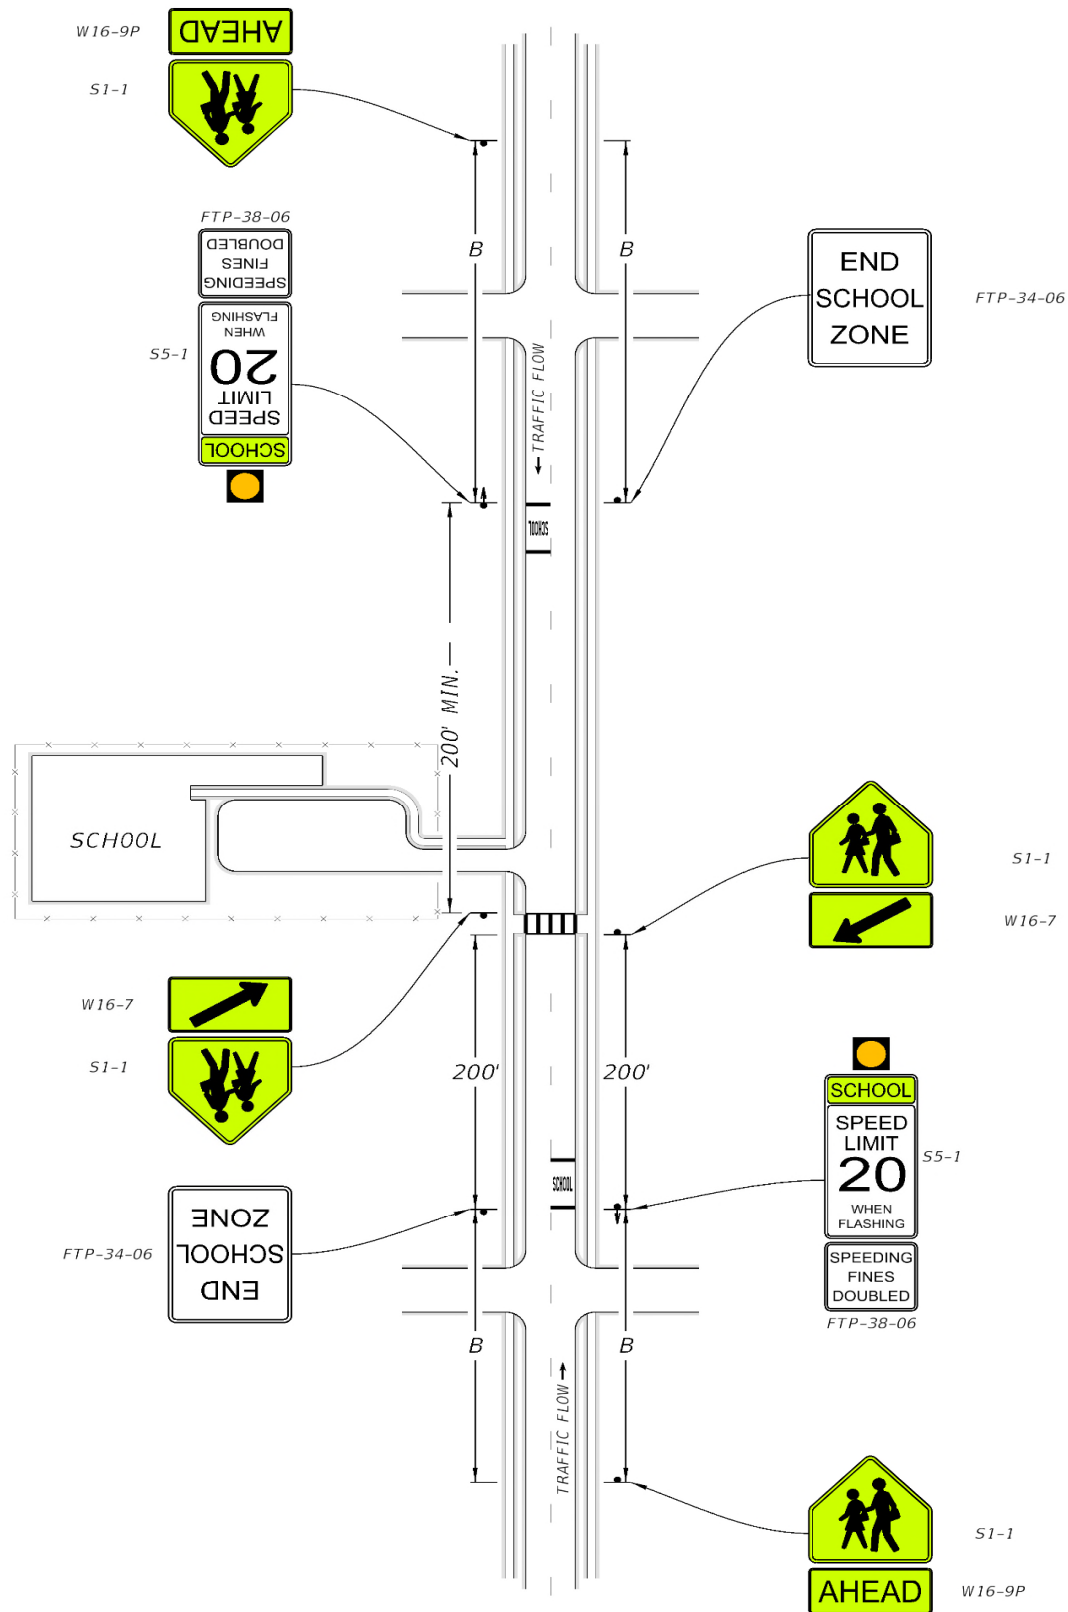 W16-9P
AHEAD
S1-1
FTP-38-06
SPEEDING
FINES
DOUBLED
WHEN
FLASHING
20
LIMIT
SPEED
SCHOOL
S5-1
B
B
END
SCHOOL
ZONE
FTP-34-06
TRAFFIC FLOW
SCHOOL
200' MIN.
SCHOOL
S1-1
W16-7
W16-7
S1-1
200'
200'
SCHOOL
SPEED
LIMIT
20
WHEN
FLASHING
S5-1
SPEEDING
FINES
DOUBLED
FTP-38-06
SCHOOL
END
SCHOOL
ZONE
FTP-34-06
B
B
TRAFFIC FLOW
S1-1
AHEAD
W16-9P